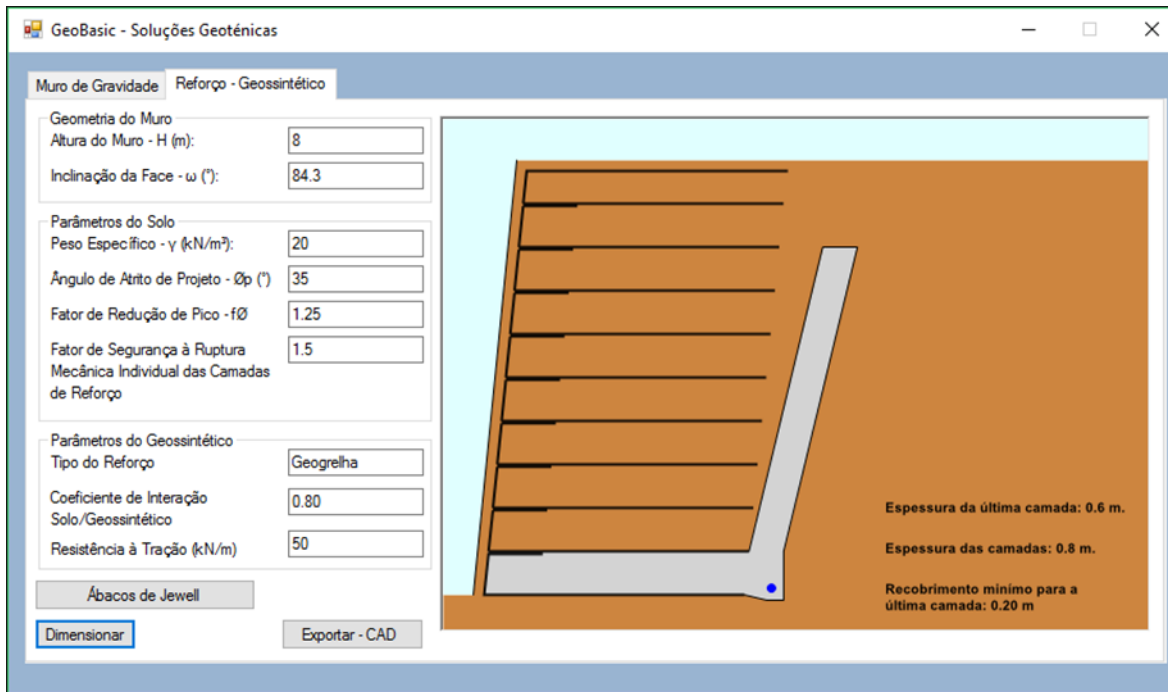 GeoBasic - Soluções Geoténicas
Muro de Gravidade
Reforço - Geossintético
Geometria do Muro
Altura do Muro - H (m):
8
Inclinação da Face - ω (°):
84.3
Parâmetros do Solo
Peso Específico - γ (kN/m³):
20
Ângulo de Atrito de Projeto - Øp (°)
35
Fator de Redução de Pico - fØ
1.25
Fator de Segurança à Ruptura
Mecânica Individual das Camadas
de Reforço
1.5
Parâmetros do Geossintético
Tipo do Reforço
Geogrelha
Coeficiente de Interação
Solo/Geossintético
0.80
Resistência à Tração (kN/m)
50
Ábacos de Jewell
Dimensionar
Exportar - CAD
Espessura da última camada: 0.6 m.
Espessura das camadas: 0.8 m.
Recobrimento minímo para a
última camada: 0.20 m